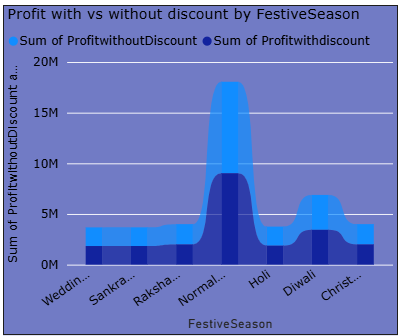 Profit with vs without discount by FestiveSeason
Sum of ProfitwithoutDiscount Sum of Profitwithdiscount
Sum of ProfitwithoutDiscount a...
20M
15M
10M
5M
0M
Weddin... Sankra... Raksha... Normal... Holi Diwali Christ...
FestiveSeason